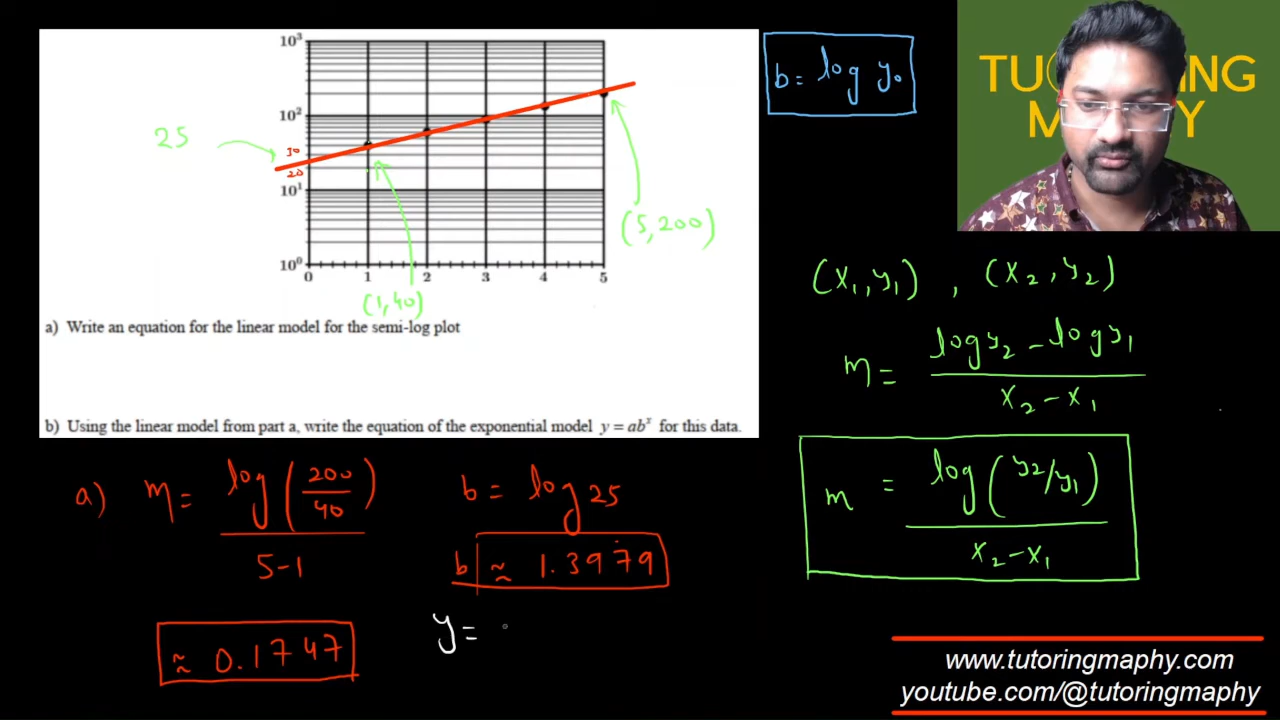 10³
10²
10¹
10⁰
0 1 2 3 4 5
25
30
20
(1,40)
(5,200)
a) Write an equation for the linear model for the semi-log plot
b) Using the linear model from part a, write the equation of the exponential model y = abˣ for this data.
b = log y₀
(x₁,y₁) , (x₂,y₂)
m = log y₂ - log y₁ / x₂ - x₁
m = log (y₂/y₁) / x₂ - x₁
a) m = log (200/40) / 5-1
≈ 0.1747
b = log 25
b ≈ 1.3979
y =
www.tutoringmaphy.com
youtube.com/@tutoringmaphy